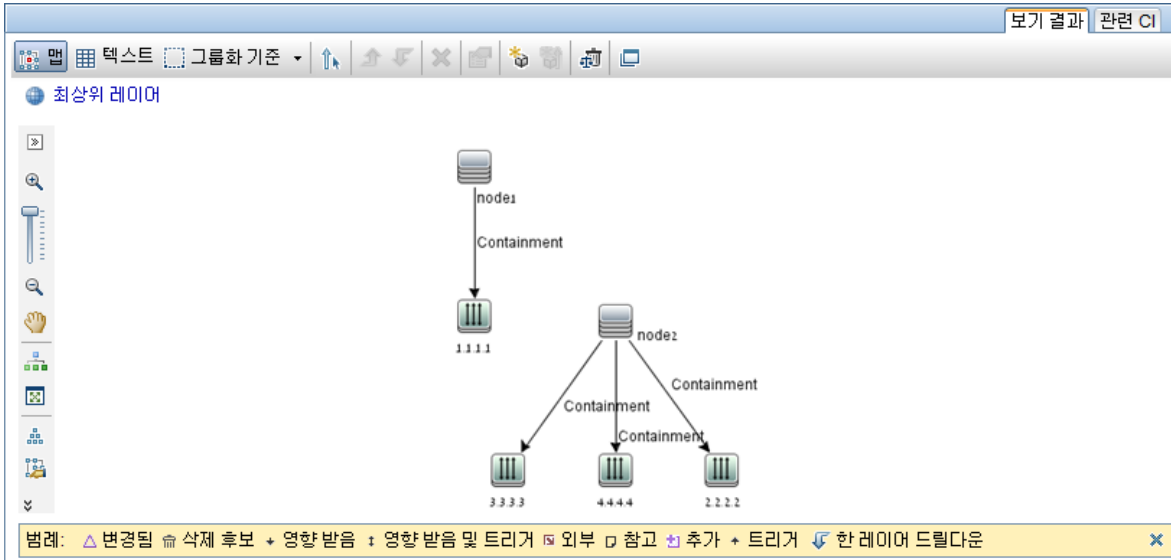 보기 결과 관련 CI
맵 텍스트 그룹화 기준
최상위 레이어
node1
Containment
1.1.1.1
node2
Containment
Containment
Containment
3.3.3.3 4.4.4.4 2.2.2.2
범례: 변경됨 삭제 후보 영향 받음 영향 받음 및 트리거 외부 참고 추가 트리거 한 레이어 드릴다운